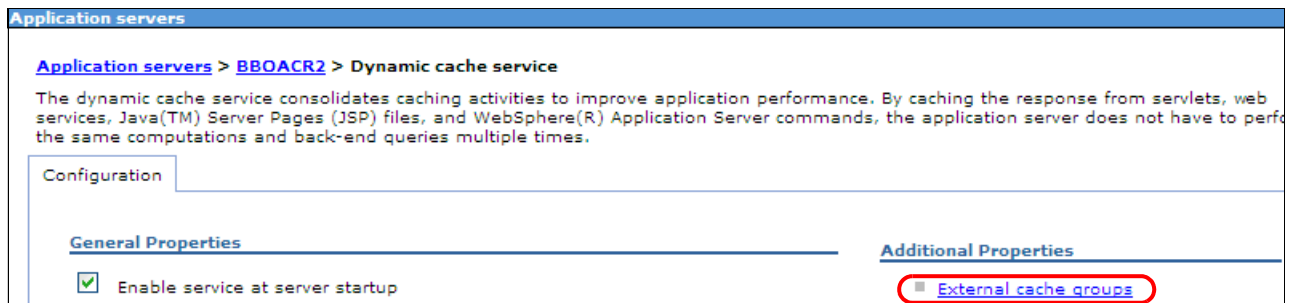 Application servers
Application servers > BBOACR2 > Dynamic cache service
The dynamic cache service consolidates caching activities to improve application performance. By caching the response from servlets, web
services, Java(TM) Server Pages (JSP) files, and WebSphere(R) Application Server commands, the application server does not have to perfo
the same computations and back-end queries multiple times.
Configuration
General Properties
Additional Properties
Enable service at server startup
External cache groups